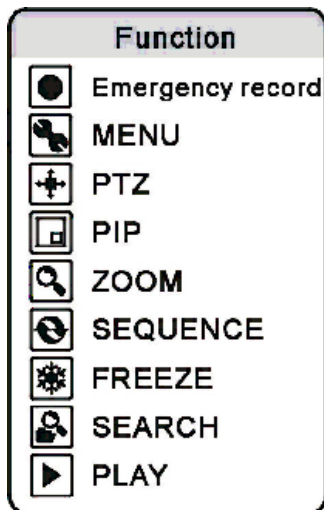 Function
Emergency record
MENU
PTZ
PIP
ZOOM
SEQUENCE
FREEZE
SEARCH
PLAY